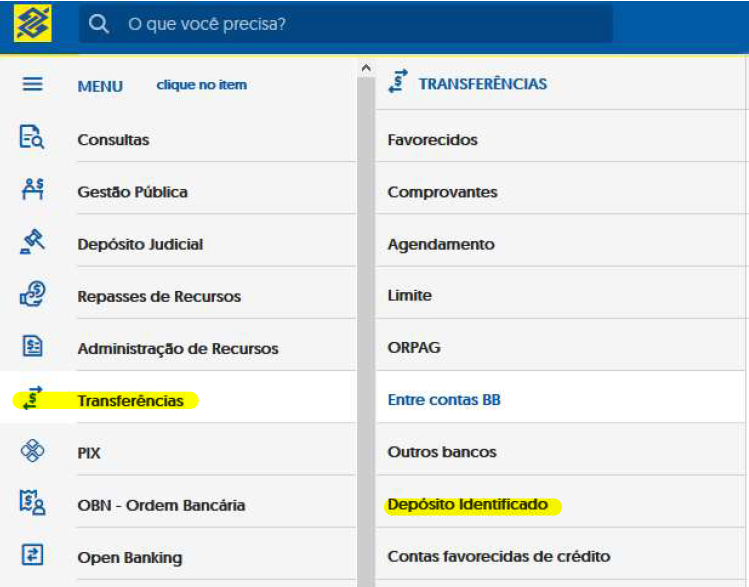 O que você precisa?
MENU clique no item
Consultas
Gestão Pública
Depósito Judicial
Repasses de Recursos
Administração de Recursos
Transferências
PIX
OBN - Ordem Bancária
Open Banking
TRANSFERÊNCIAS
Favorecidos
Comprovantes
Agendamento
Limite
ORPAG
Entre contas BB
Outros bancos
Depósito Identificado
Contas favorecidas de crédito